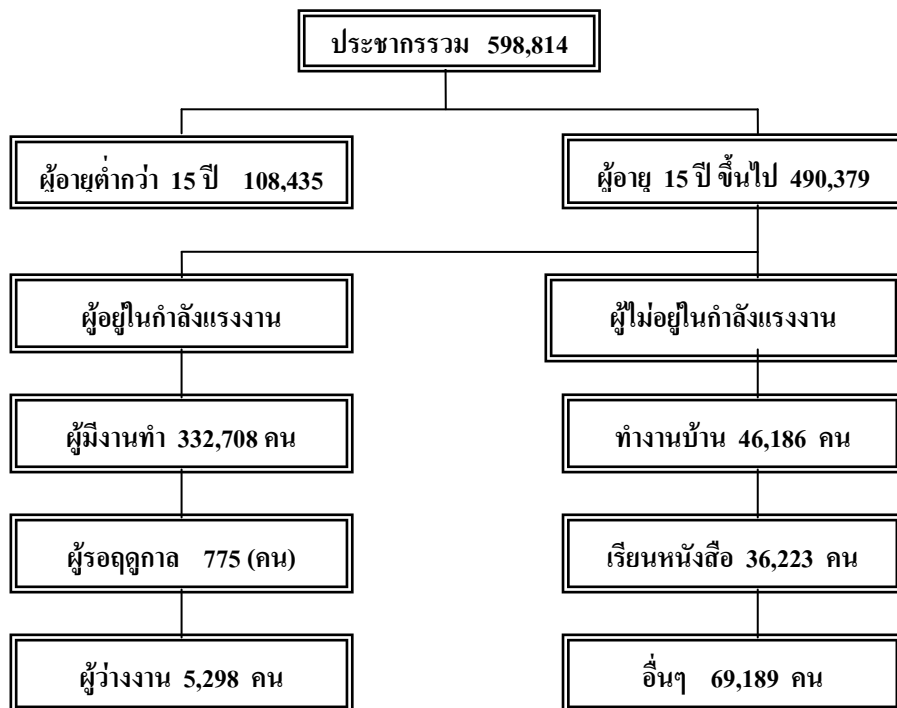 ประชากรรวม 598,814
ผู้อายุต่ำกว่า 15 ปี 108,435
ผู้อายุ 15 ปี ขึ้นไป 490,379
ผู้อยู่ในกำลังแรงงาน
ผู้ไม่อยู่ในกำลังแรงงาน
ผู้มีงานทำ 332,708 คน
ทำงานบ้าน 46,186 คน
ผู้รอฤดูกาล 775 (คน)
เรียนหนังสือ 36,223 คน
ผู้ว่างงาน 5,298 คน
อื่นๆ 69,189 คน